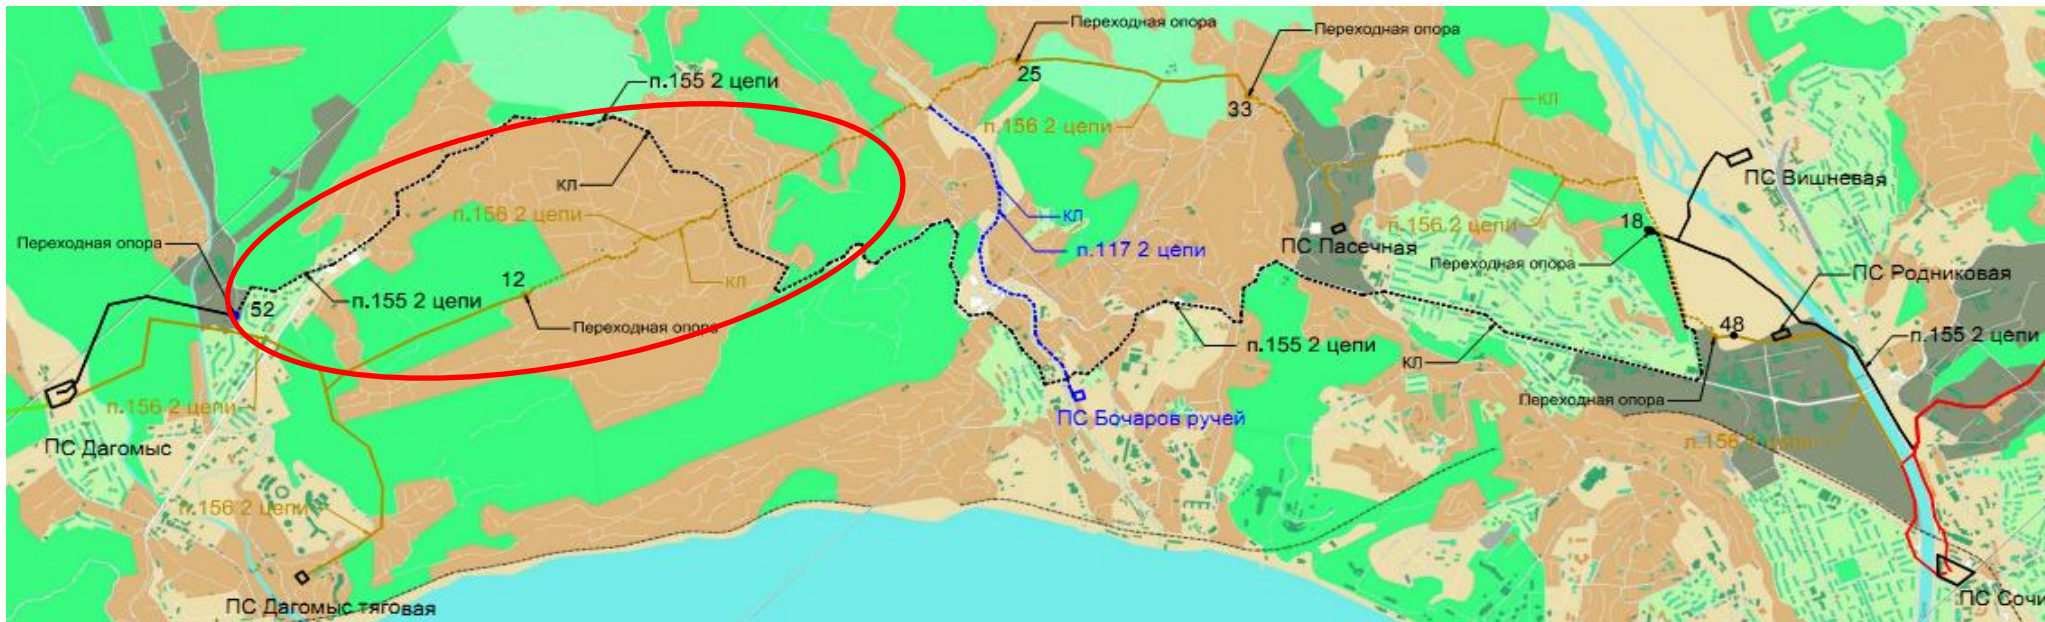 Переходная опора
Переходная опора
25
п.155 2 цепи
33
КЛ
п.156 2 цепи
ПС Вишневая
КЛ
п.156 2 цепи
КЛ
18
п.156 2 цепи
Переходная опора
п.117 2 цепи
ПС Пасечная
Переходная опора
ПС Родниковая
КЛ
12
52
п.155 2 цепи
Переходная опора
48
п.155 2 цепи
п.155 2 цепи
КЛ
п.156 2 цепи
Переходная опора
ПС Бочаров ручей
ПС Дагомыс
п.156 2 цепи
п.156 2 цепи
ПС Дагомыс тяговая
ПС Сочи